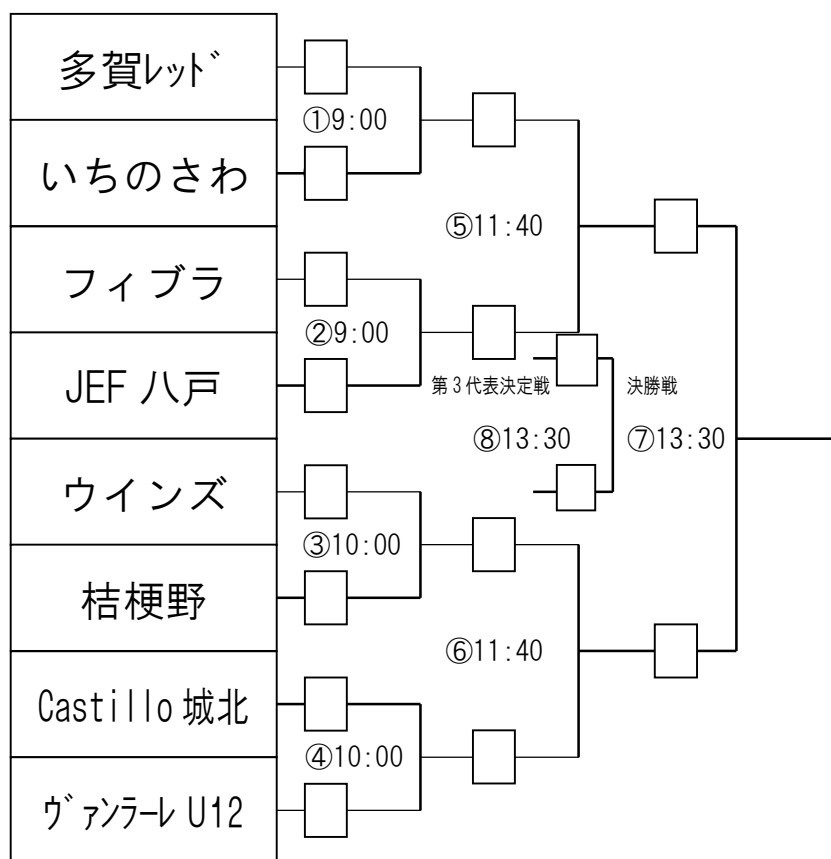 多賀ﾚｯﾄﾞ
①9:00
いちのさわ
⑤11:40
フィブラ
②9:00
JEF 八戸
第３代表決定戦
決勝戦
⑧13:30
⑦13:30
ウインズ
③10:00
桔梗野
⑥11:40
Castillo 城北
④10:00
ｳﾞｧﾝﾗｰﾚ U12